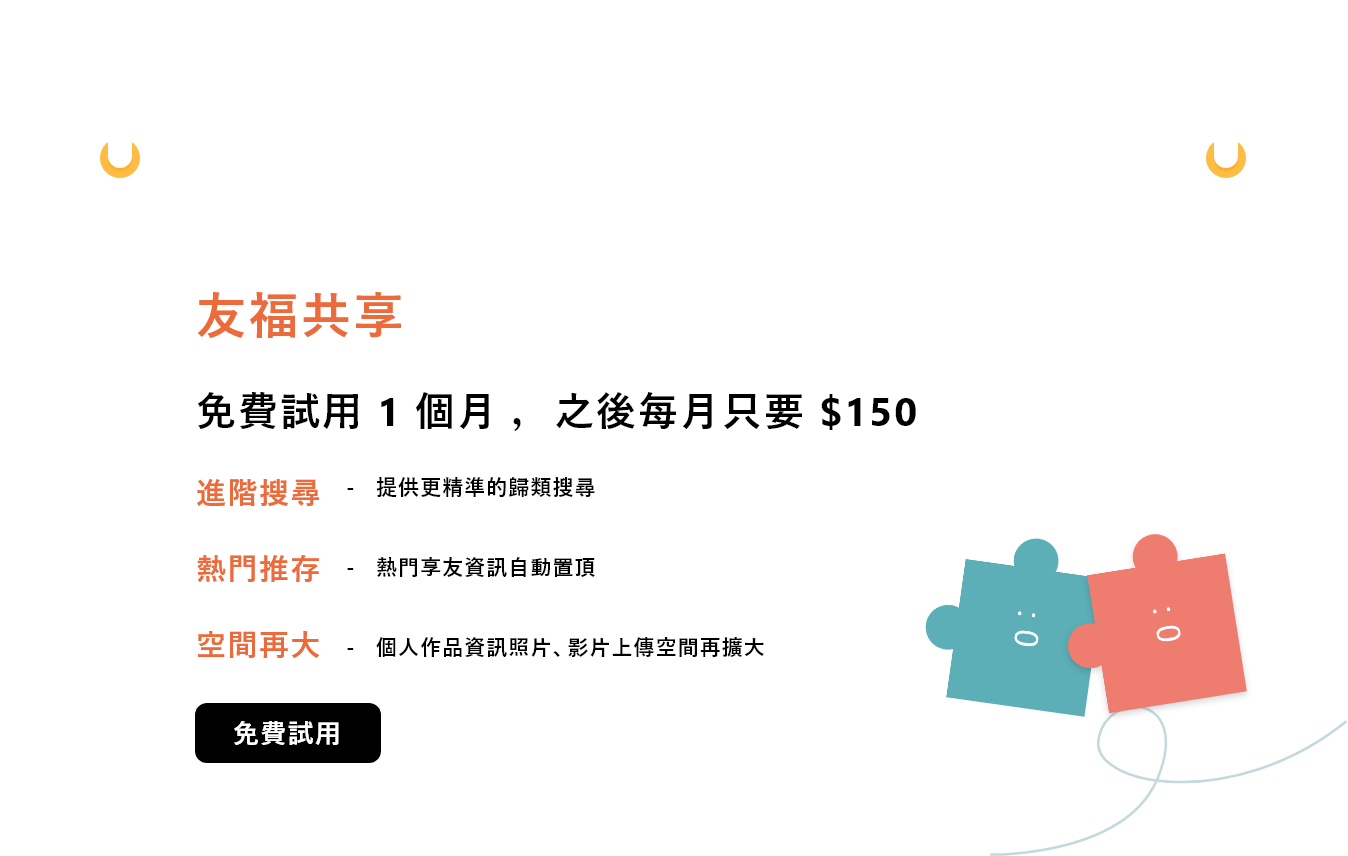 友福共享
免費試用 1 個月 ， 之後每月只要 $150
進階搜尋 - 提供更精準的歸類搜尋
熱門推存 - 熱門享友資訊自動置頂
空間再大 - 個人作品資訊照片、影片上傳空間再擴大
免費試用